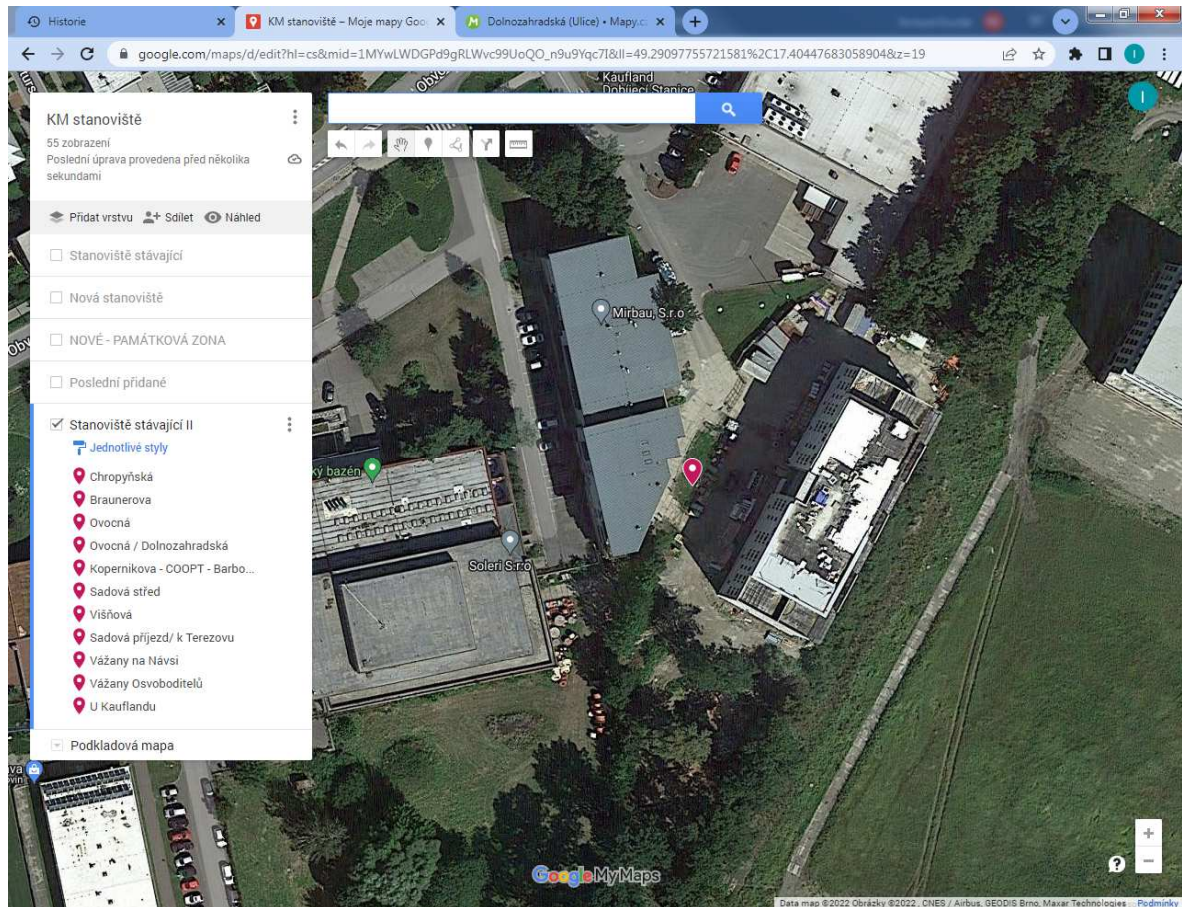 Historie
KM stanoviště – Moje mapy Goo
Dolnozahradská (Ulice) • Mapy.c
google.com/maps/d/edit?hl=cs&mid=1MYwLWDGPd9gRLWvc99UoQO_n9u9Yqc7I&ll=49.29097755721581%2C17.40447683058904&z=19
I
I
KM stanoviště
55 zobrazení
Poslední úprava provedena před několika
sekundami
Přidat vrstvu
Sdílet
Náhled
Stanoviště stávající
Nová stanoviště
NOVÉ - PAMÁTKOVÁ ZONA
Poslední přidané
Stanoviště stávající II
Jednotlivé styly
Chropyňská
Braunerova
Ovocná
Ovocná / Dolnozahradská
Kopernikova - COOPT - Barbo...
Sadová střed
Višňová
Sadová příjezd/ k Terezovu
Vážany na Návsi
Vážany Osvoboditelů
U Kauflandu
Podkladová mapa
Kaufland
Dobíjecí Stanice
Mirbau, S.r.o
ký bazén
Soleri S.r.o
Google My Maps
Data map ©2022 Obrázky ©2022 , CNES / Airbus, GEODIS Brno, Maxar Technologies
Podmínky